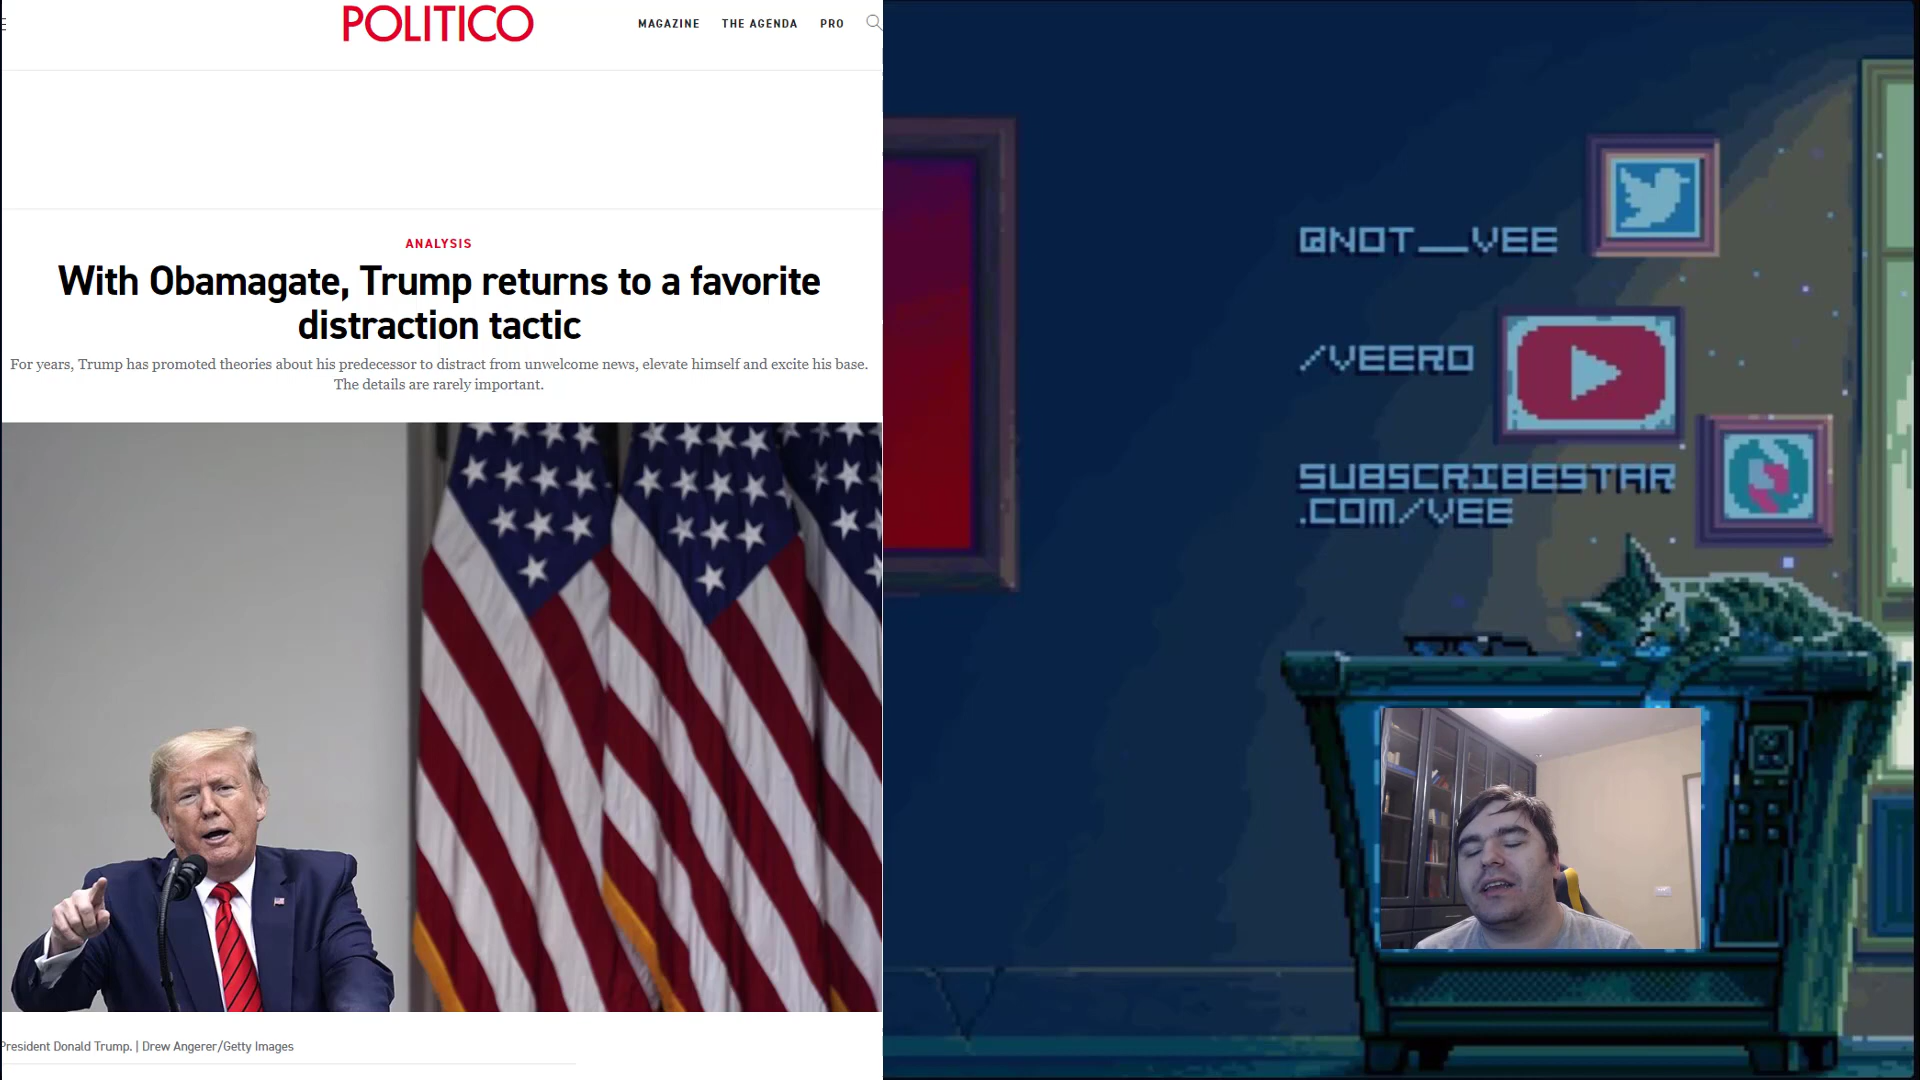 POLITICO
MAGAZINE THE AGENDA PRO
ANALYSIS
With Obamagate, Trump returns to a favorite
distraction tactic
For years, Trump has promoted theories about his predecessor to distract from unwelcome news, elevate himself and excite his base.
The details are rarely important.
President Donald Trump. | Drew Angerer/Getty Images
@NOT__VEE
/VEERO
SUBSCRIBESTAR
.COM/VEE